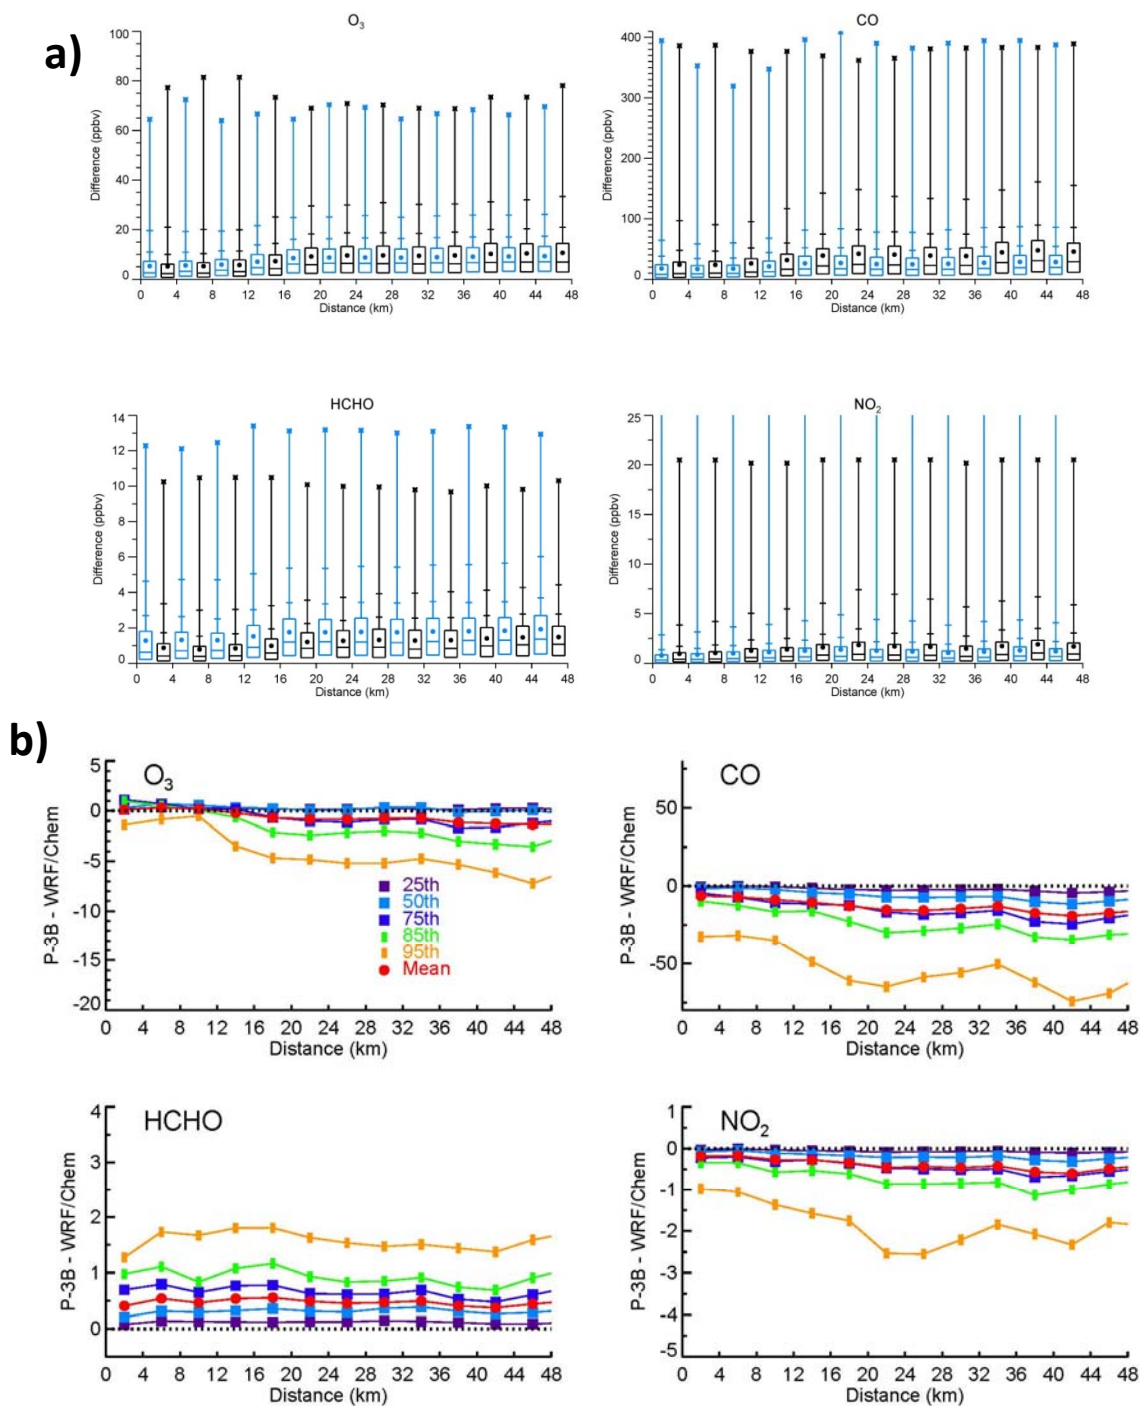 a)
O3
CO
Difference (ppbv)
100
80
60
40
20
0
0 4 8 12 16 20 24 28 32 36 40 44 48
Distance (km)
Difference (ppbv)
400
300
200
100
0
0 4 8 12 16 20 24 28 32 36 40 44 48
Distance (km)
HCHO
NO2
Difference (ppbv)
14
12
10
8
6
4
2
0
0 4 8 12 16 20 24 28 32 36 40 44 48
Distance (km)
Difference (ppbv)
25
20
15
10
5
0
0 4 8 12 16 20 24 28 32 36 40 44 48
Distance (km)
b)
O3
P-3B - WRF/Chem
5
0
-5
-10
-15
-20
25th
50th
75th
85th
95th
Mean
0 4 8 12 16 20 24 28 32 36 40 44 48
Distance (km)
CO
P-3B - WRF/Chem
50
0
-50
0 4 8 12 16 20 24 28 32 36 40 44 48
Distance (km)
HCHO
P-3B - WRF/Chem
4
3
2
1
0
0 4 8 12 16 20 24 28 32 36 40 44 48
Distance (km)
NO2
P-3B - WRF/Chem
1
0
-1
-2
-3
-4
-5
0 4 8 12 16 20 24 28 32 36 40 44 48
Distance (km)